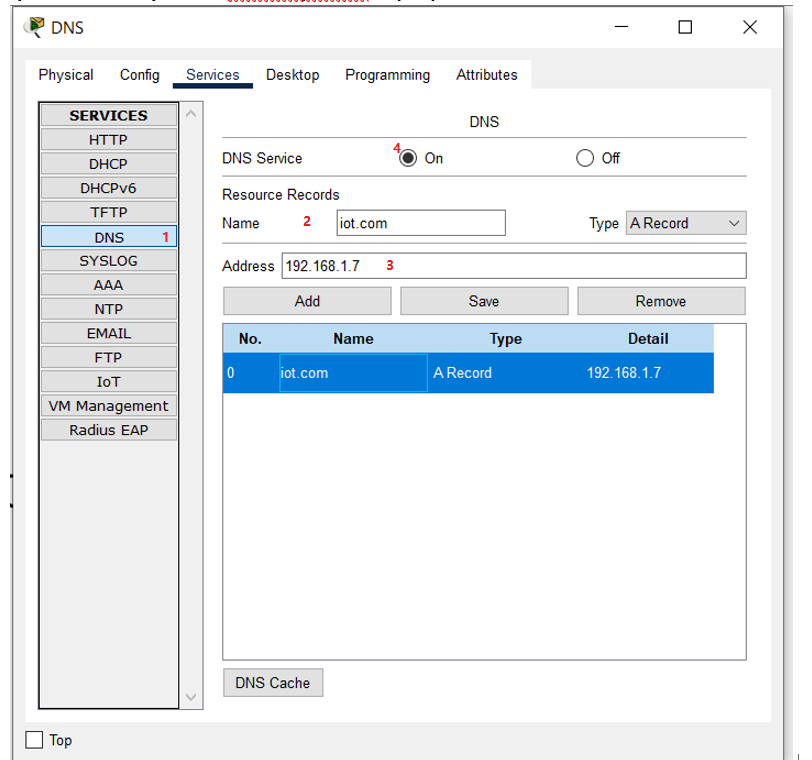 DNS
Physical Config Services Desktop Programming Attributes
SERVICES
HTTP
DHCP
DHCPv6
TFTP
DNS 1
SYSLOG
AAA
NTP
EMAIL
FTP
IoT
VM Management
Radius EAP
DNS
DNS Service 4 On Off
Resource Records
Name 2 iot.com Type A Record
Address 192.168.1.7 3
Add Save Remove
No. Name Type Detail
0 iot.com A Record 192.168.1.7
DNS Cache
Top